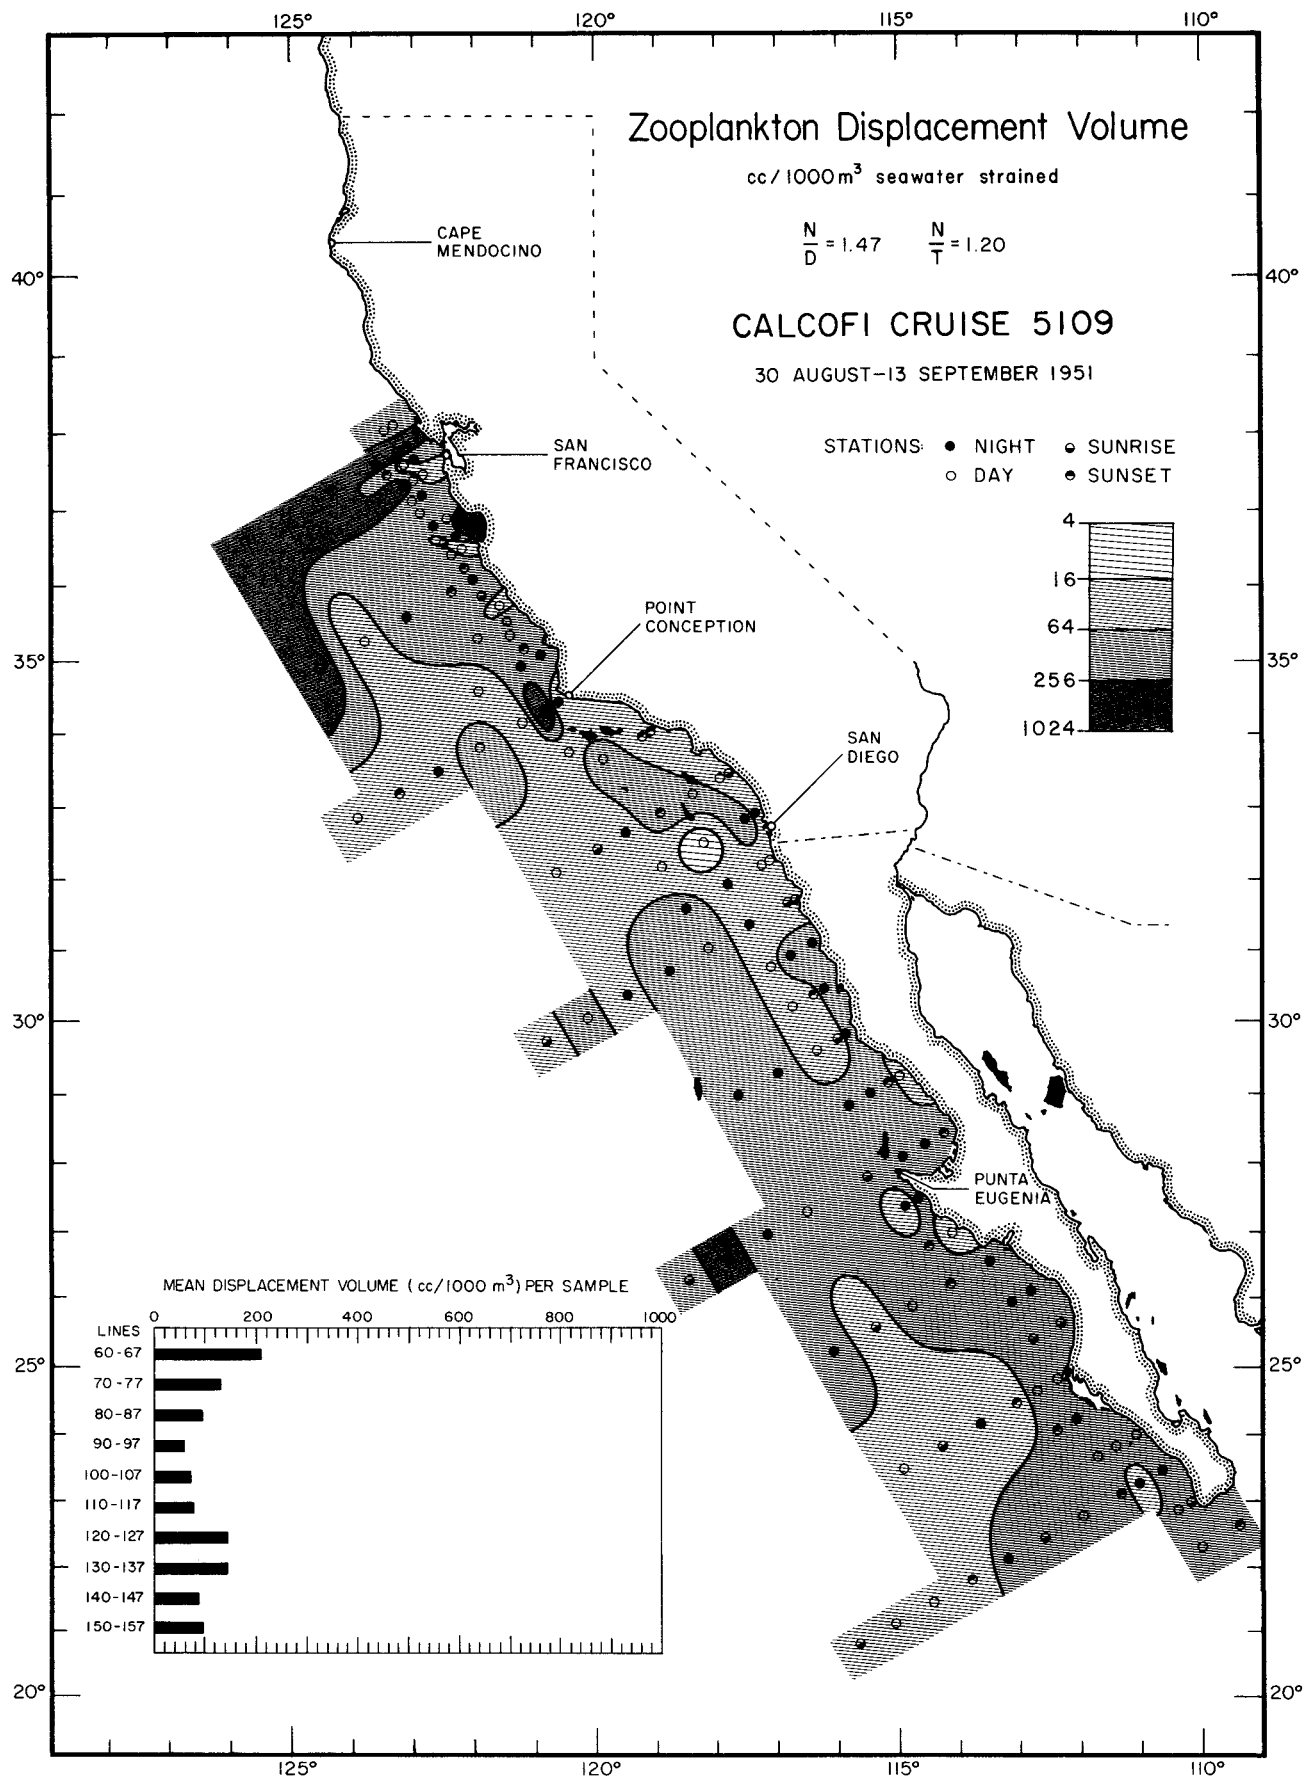 125° 120° 115° 110°
Zooplankton Displacement Volume
cc/1000m³ seawater strained
N/D = 1.47 N/T = 1.20
CAPE
MENDOCINO
40° 40°
CALCOFI CRUISE 5109
30 AUGUST–13 SEPTEMBER 1951
STATIONS: ● NIGHT SUNRISE
○ DAY SUNSET
SAN
FRANCISCO
4
16
64
256
1024
POINT
CONCEPTION
35° 35°
SAN
DIEGO
30° 30°
PUNTA
EUGENIA
MEAN DISPLACEMENT VOLUME (cc/1000 m³) PER SAMPLE
0 200 400 600 800 1000
LINES
60-67
25° 25°
70-77
80-87
90-97
100-107
110-117
120-127
130-137
140-147
150-157
20° 20°
125° 120° 115° 110°